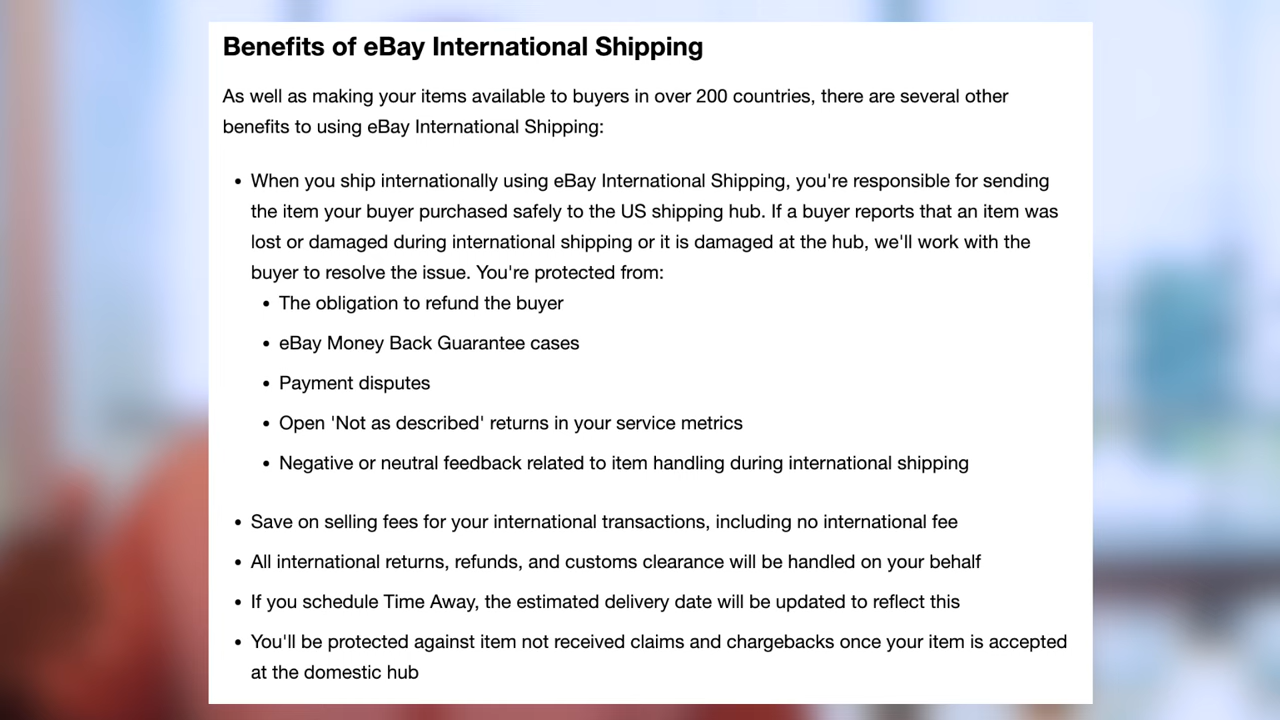 Benefits of eBay International Shipping
As well as making your items available to buyers in over 200 countries, there are several other
benefits to using eBay International Shipping:
• When you ship internationally using eBay International Shipping, you're responsible for sending
the item your buyer purchased safely to the US shipping hub. If a buyer reports that an item was
lost or damaged during international shipping or it is damaged at the hub, we'll work with the
buyer to resolve the issue. You're protected from:
• The obligation to refund the buyer
• eBay Money Back Guarantee cases
• Payment disputes
• Open 'Not as described' returns in your service metrics
• Negative or neutral feedback related to item handling during international shipping
• Save on selling fees for your international transactions, including no international fee
• All international returns, refunds, and customs clearance will be handled on your behalf
• If you schedule Time Away, the estimated delivery date will be updated to reflect this
• You'll be protected against item not received claims and chargebacks once your item is accepted
at the domestic hub